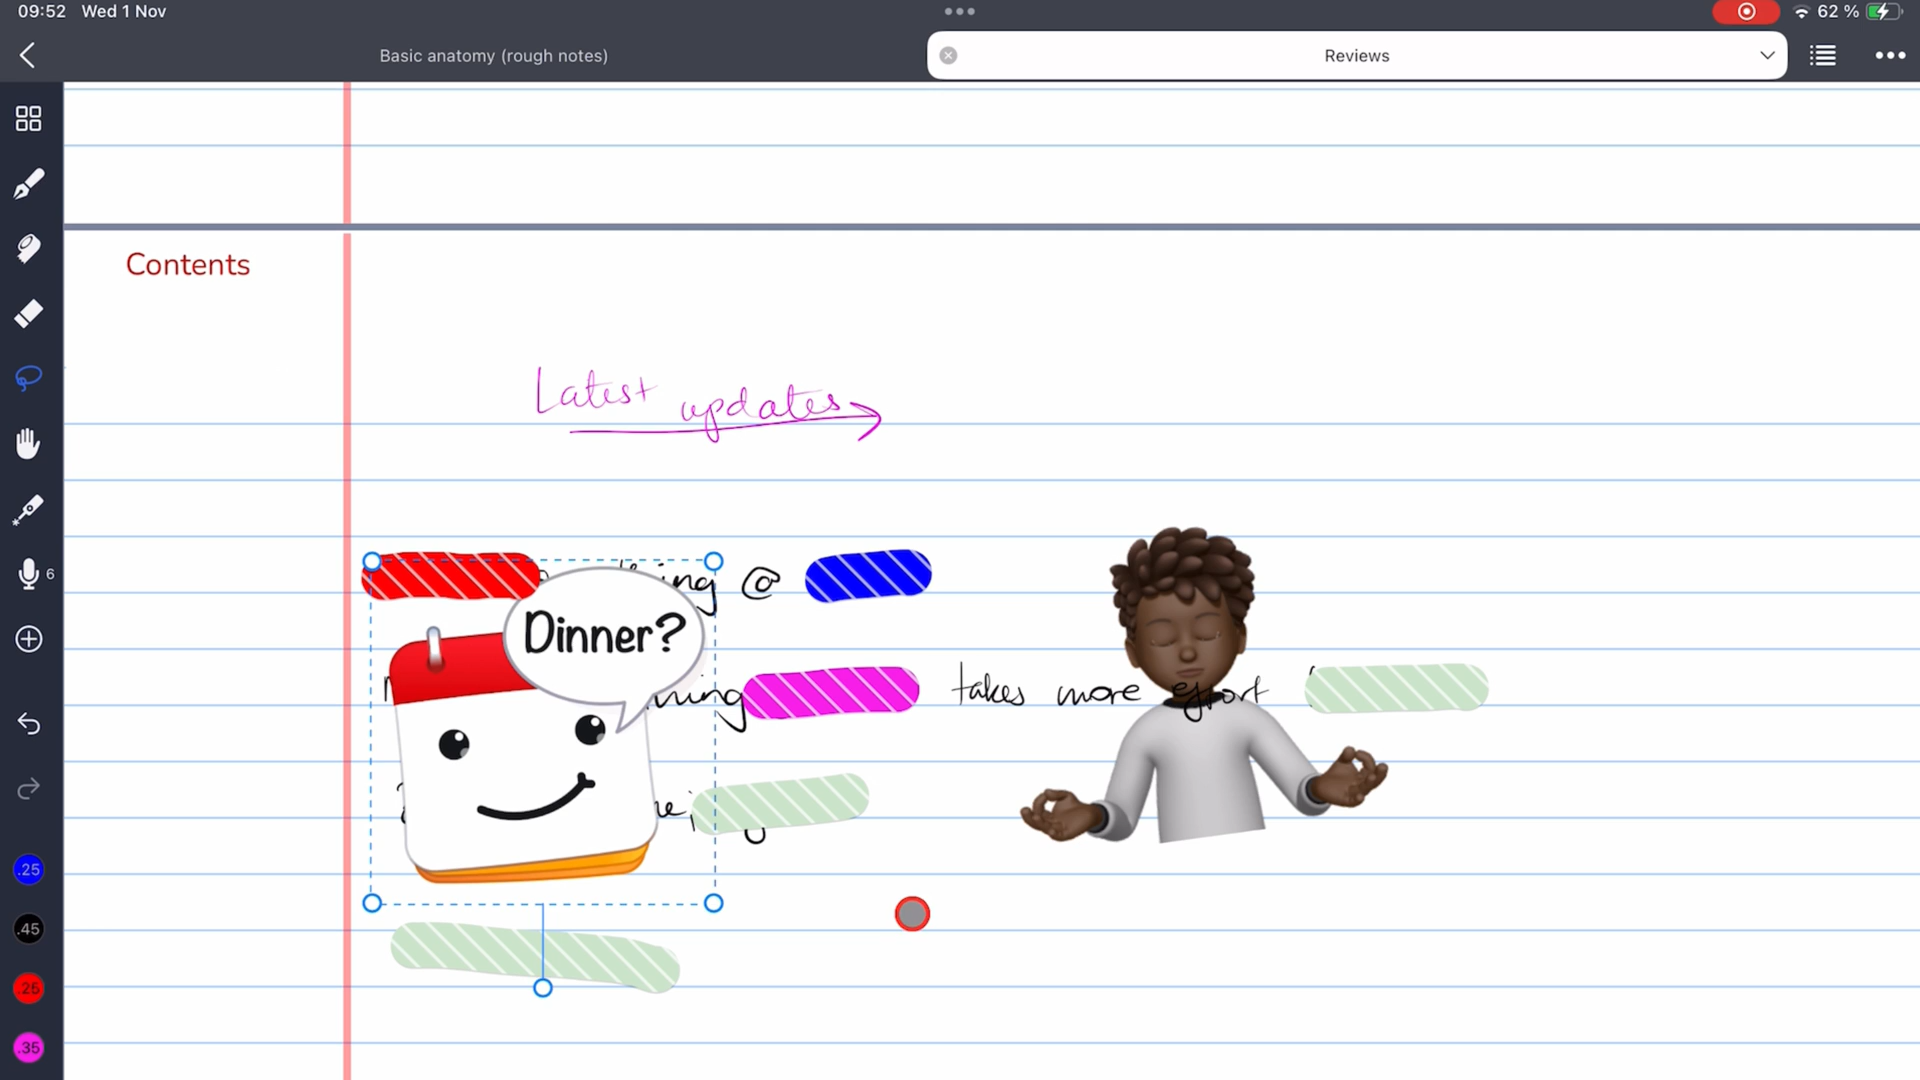 09:52 Wed 1 Nov
62 %
Basic anatomy (rough notes)
Reviews
Contents
Latest updates
@
Dinner?
takes more effort
6
.25
.45
.25
.35